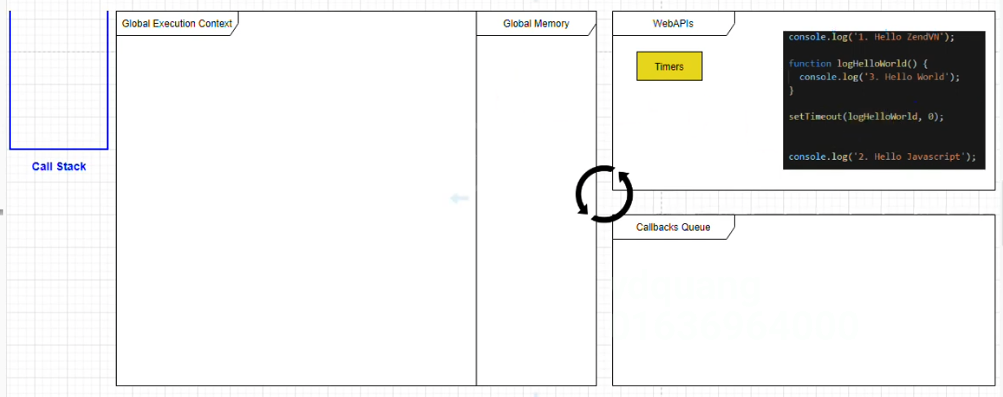 Global Execution Context
Global Memory
WebAPIs
Timers
console.log('1. Hello ZendVN');
function logHelloWorld() {
console.log('3. Hello World');
}
setTimeout(logHelloWorld, 0);
console.log('2. Hello Javascript');
Call Stack
Callbacks Queue